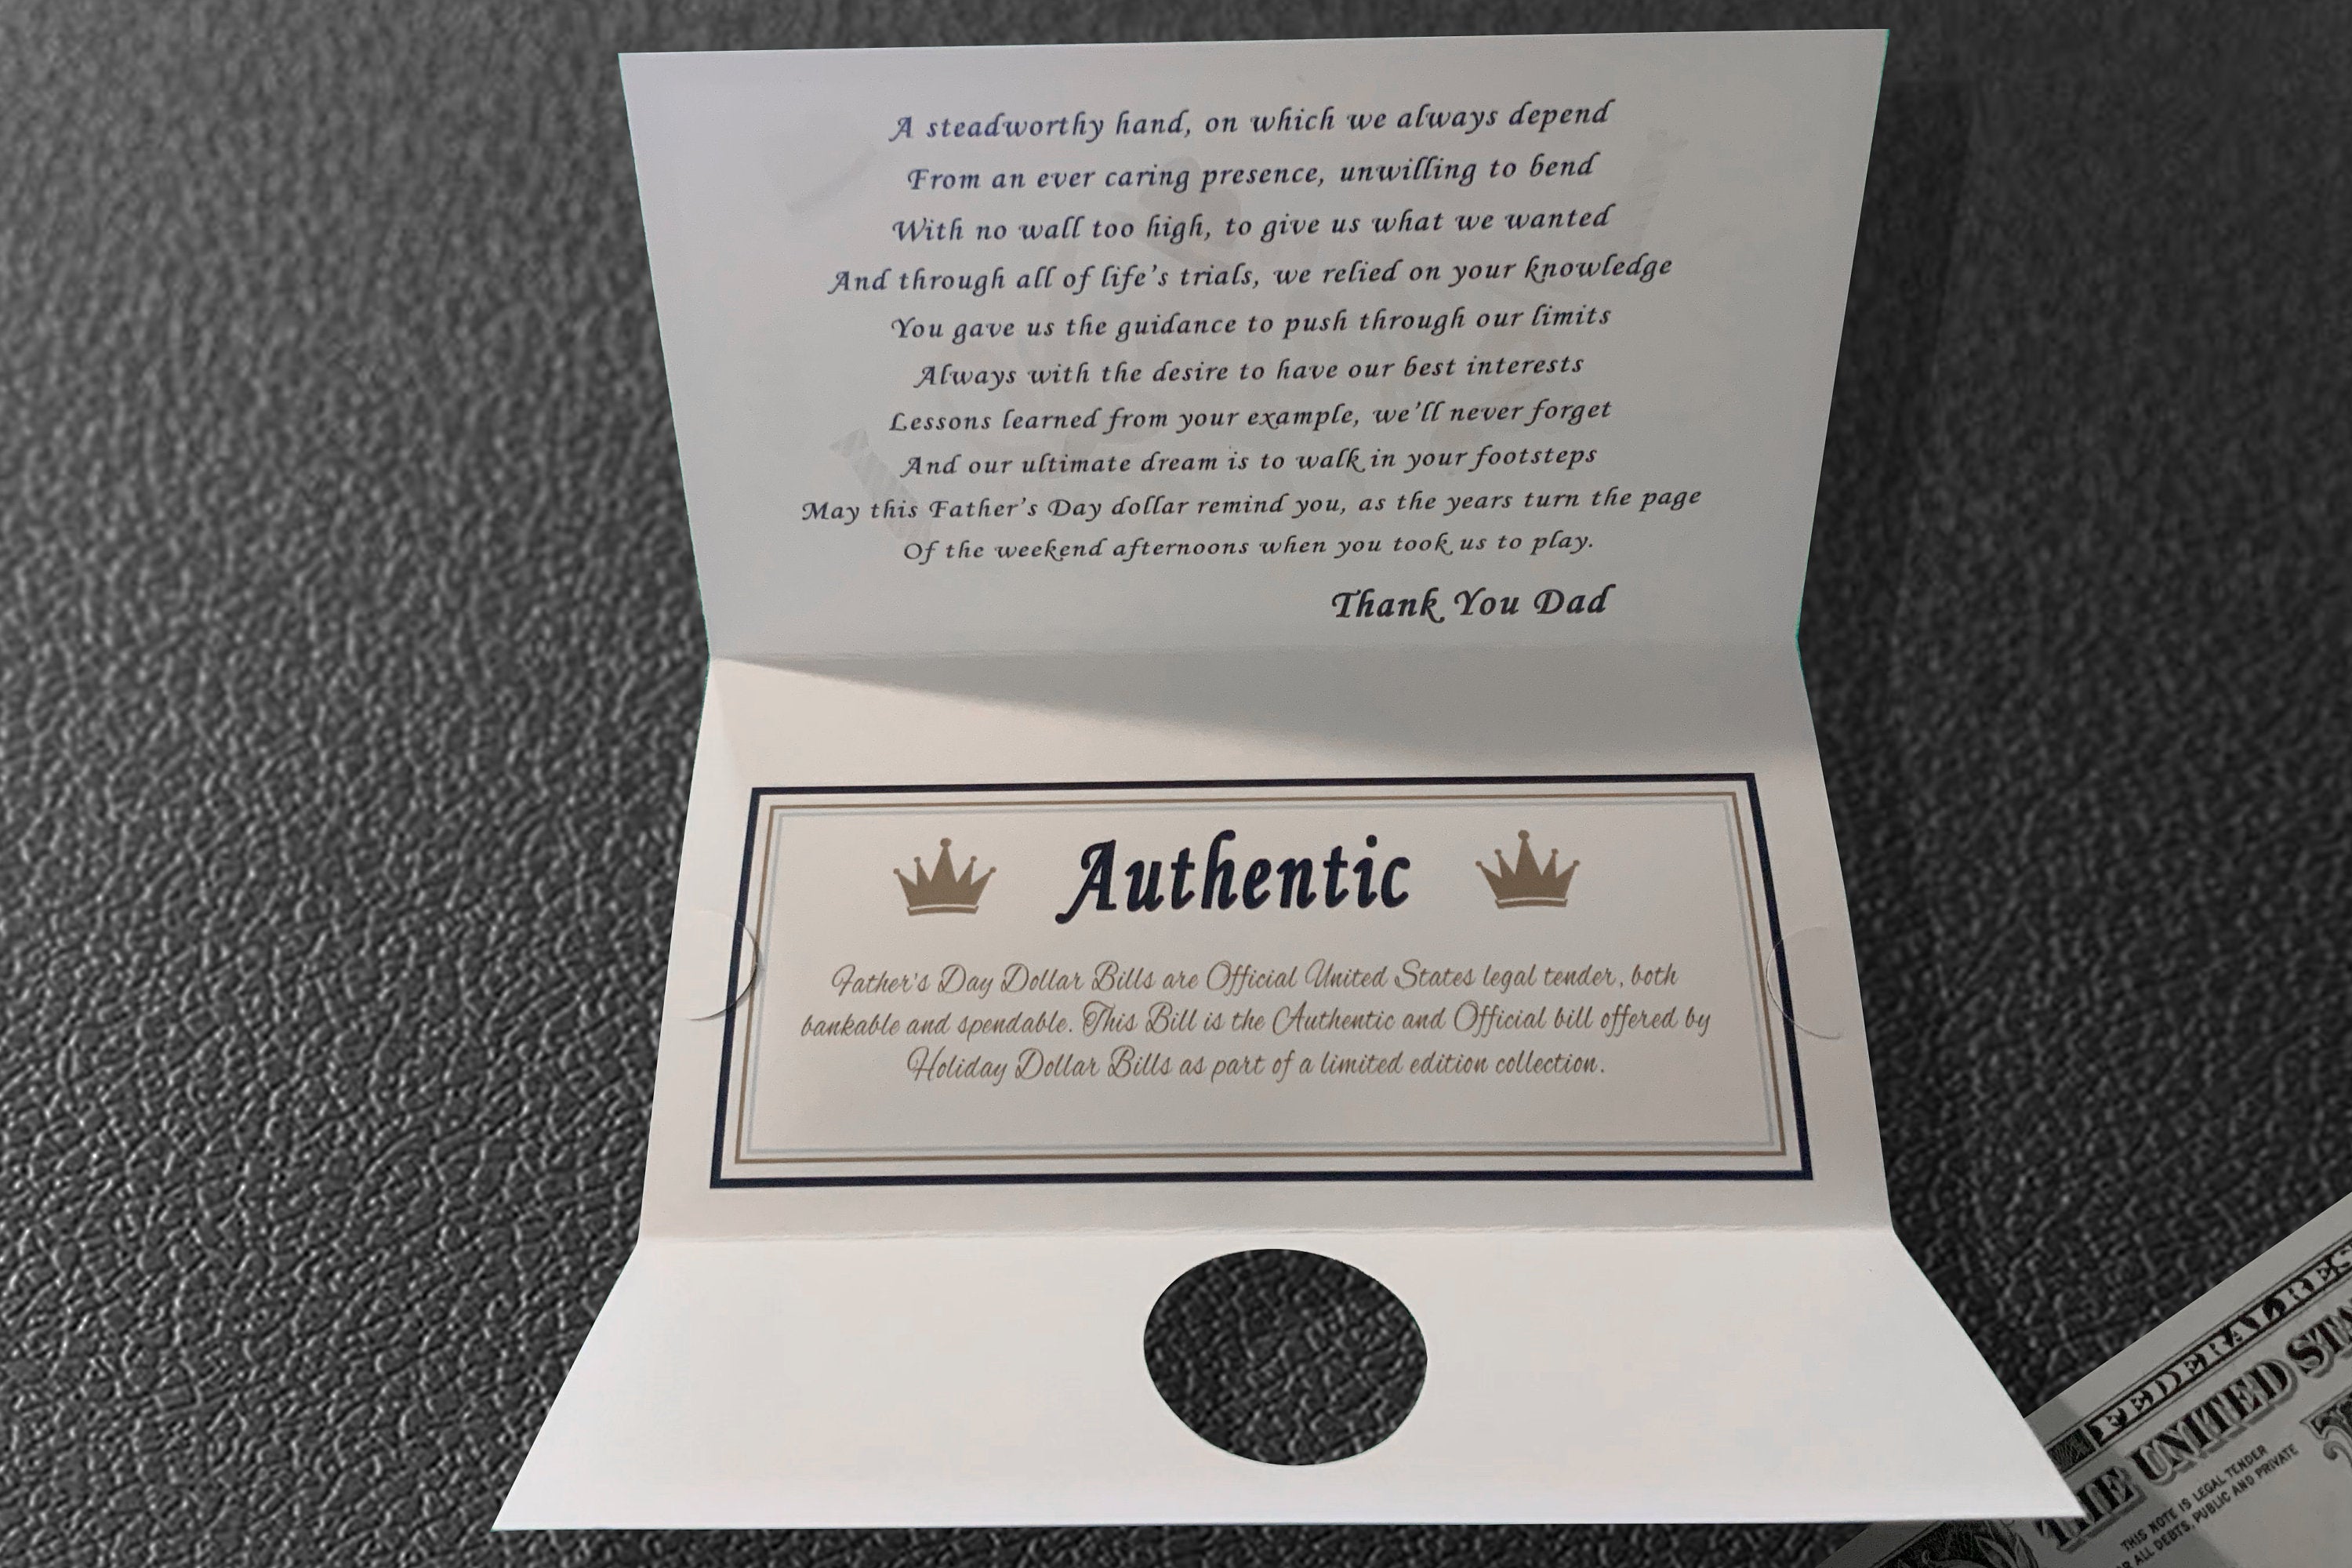 A steadworthy hand, on which we always depend
From an ever caring presence, unwilling to bend
With no wall too high, to give us what we wanted
And through all of life's trials, we relied on your knowledge
You gave us the guidance to push through our limits
Always with the desire to have our best interests
Lessons learned from your example, we'll never forget
And our ultimate dream is to walk in your footsteps
May this Father's Day dollar remind you, as the years turn the page
Of the weekend afternoons when you took us to play.
Thank You Dad
Authentic
Father's Day Dollar Bills are Official United States legal tender, both
bankable and spendable. This Bill is the Authentic and Official bill offered by
Holiday Dollar Bills as part of a limited edition collection.
FEDERAL RES
THE UNITED STA
THIS NOTE IS LEGAL TENDER
R ALL DEBTS, PUBLIC AND PRIVATE